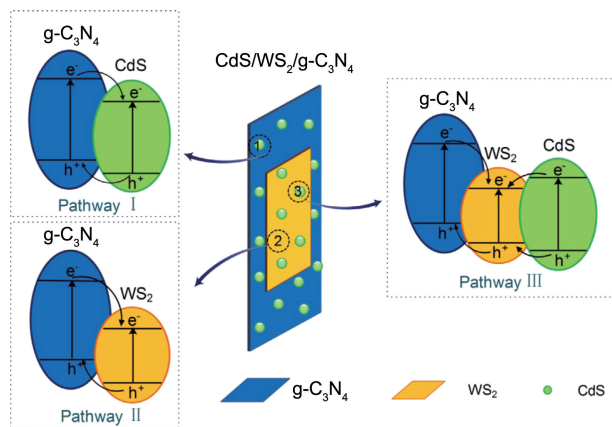 g-C₃N₄
CdS
e⁻
e⁻
h⁺
h⁺
Pathway I
g-C₃N₄
WS₂
e⁻
e⁻
h⁺
h⁺
Pathway II
CdS/WS₂/g-C₃N₄
1
3
2
g-C₃N₄
WS₂
CdS
e⁻
e⁻
e⁻
h⁺
h⁺
h⁺
Pathway III
g-C₃N₄
WS₂
CdS